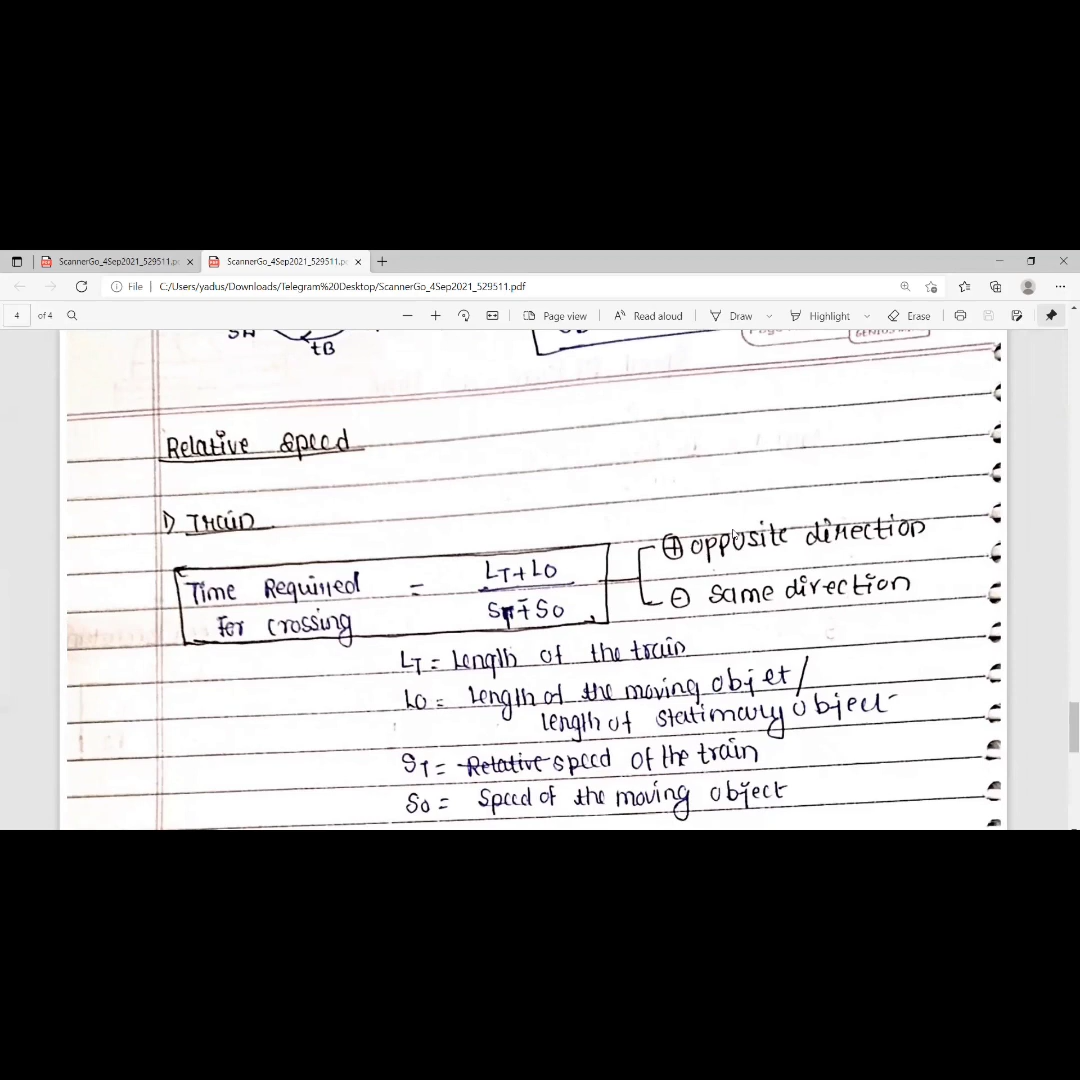 ScannerGo_4Sep2021_529511.p
ScannerGo_4Sep2021_529511.p
File | C:/Users/yadus/Downloads/Telegram%20Desktop/ScannerGo_4Sep2021_529511.pdf
4 of 4 Page view Read aloud Draw Highlight Erase
tB
Relative speed
1) Train
Time Required = LT + LO
For crossing ST ∓ SO
⊕ opposite direction
⊖ same direction
LT = Length of the train
LO = Length of the moving objet /
length of stationary object
ST = Relative speed of the train
SO = Speed of the moving object